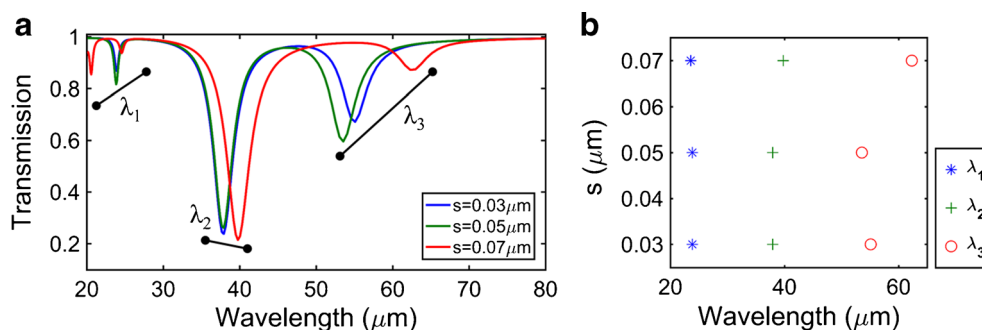 a
1
0.8
0.6
0.4
0.2
Transmission
λ1
λ2
λ3
s=0.03μm
s=0.05μm
s=0.07μm
20 30 40 50 60 70 80
Wavelength (μm)
b
0.07
0.06
0.05
0.04
0.03
s (μm)
20 40 60
Wavelength (μm)
λ1
λ2
λ3